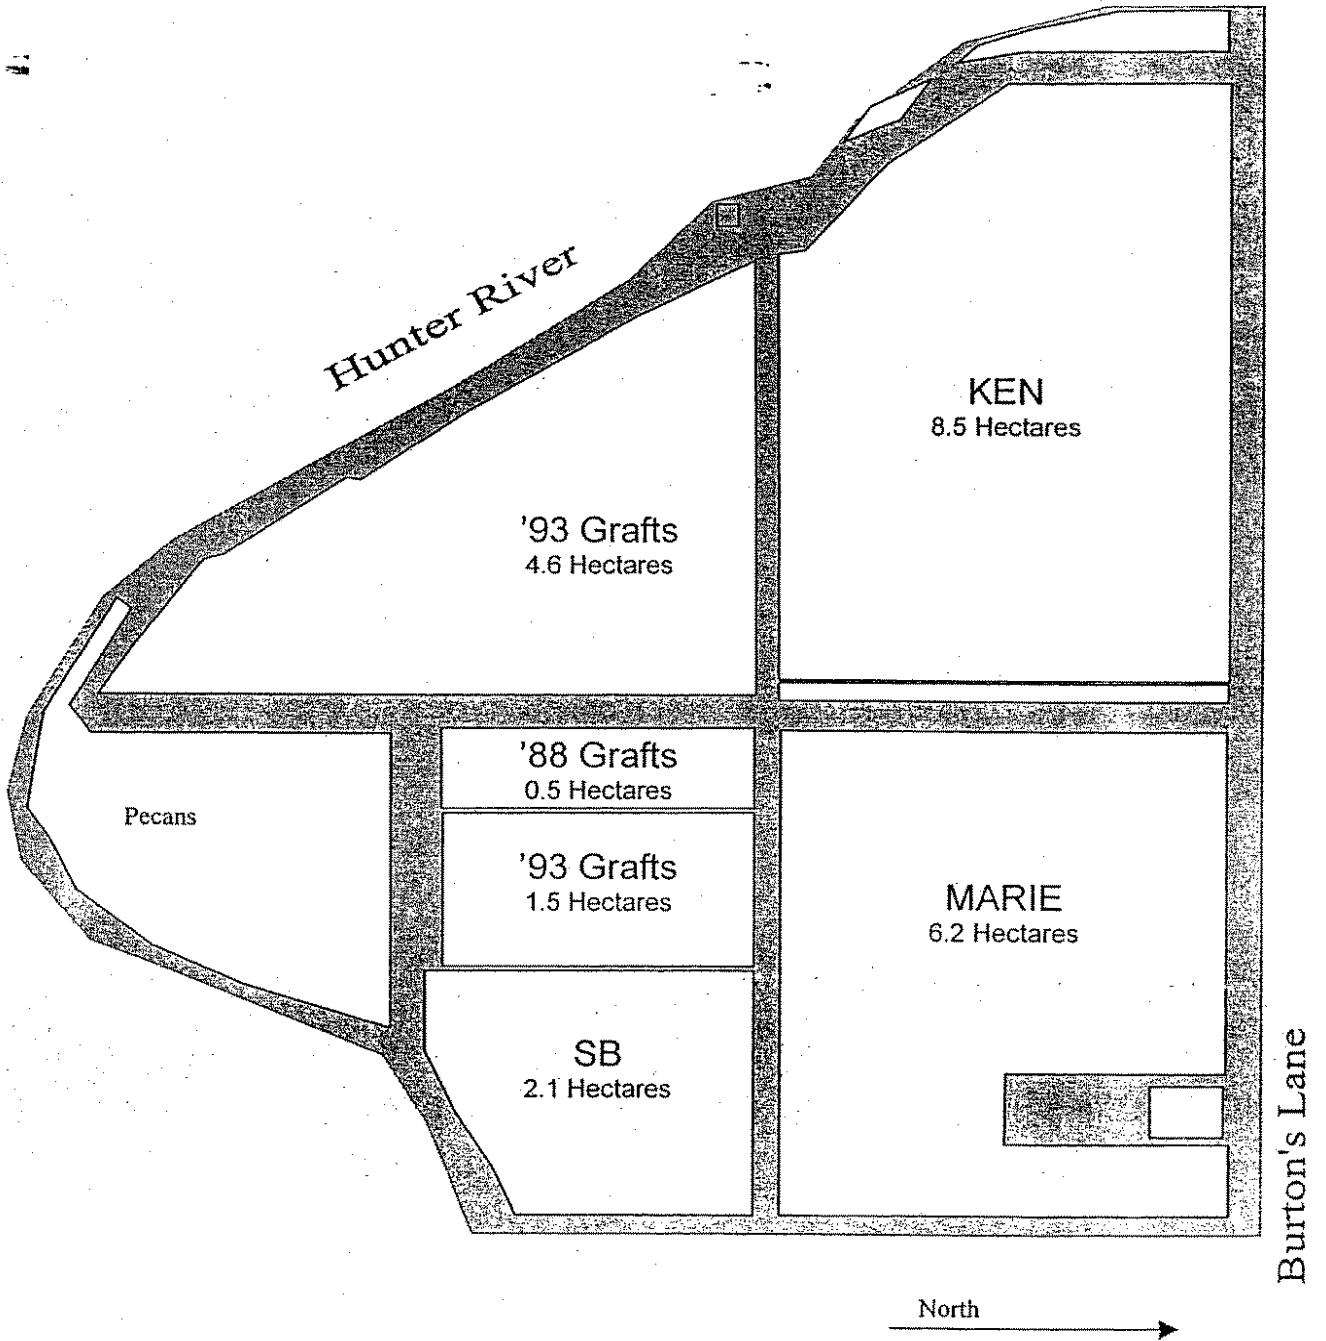 Hunter River
KEN
8.5 Hectares
'93 Grafts
4.6 Hectares
'88 Grafts
0.5 Hectares
Pecans
'93 Grafts
1.5 Hectares
MARIE
6.2 Hectares
SB
2.1 Hectares
Burton's Lane
North